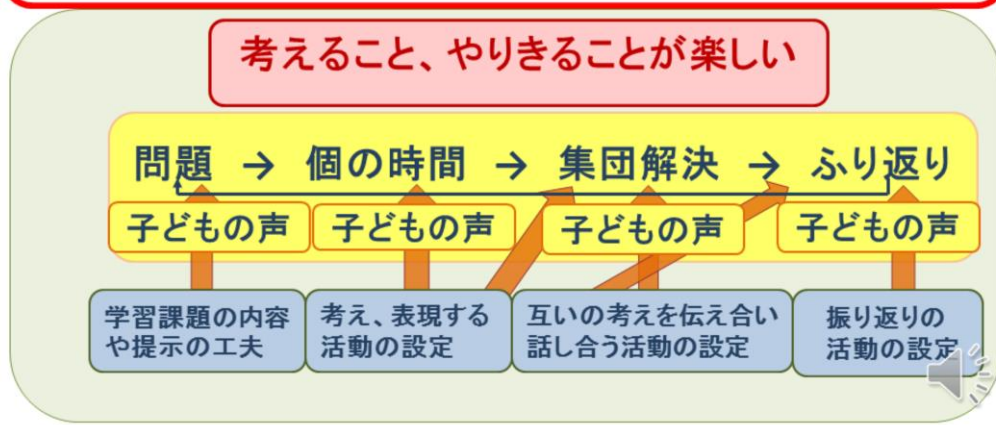 考えること、やりきることが楽しい
問題 → 個の時間 → 集団解決 → ふり返り
子どもの声 子どもの声 子どもの声 子どもの声
学習課題の内容
や提示の工夫
考え、表現する
活動の設定
互いの考えを伝え合い
話し合う活動の設定
振り返りの
活動の設定